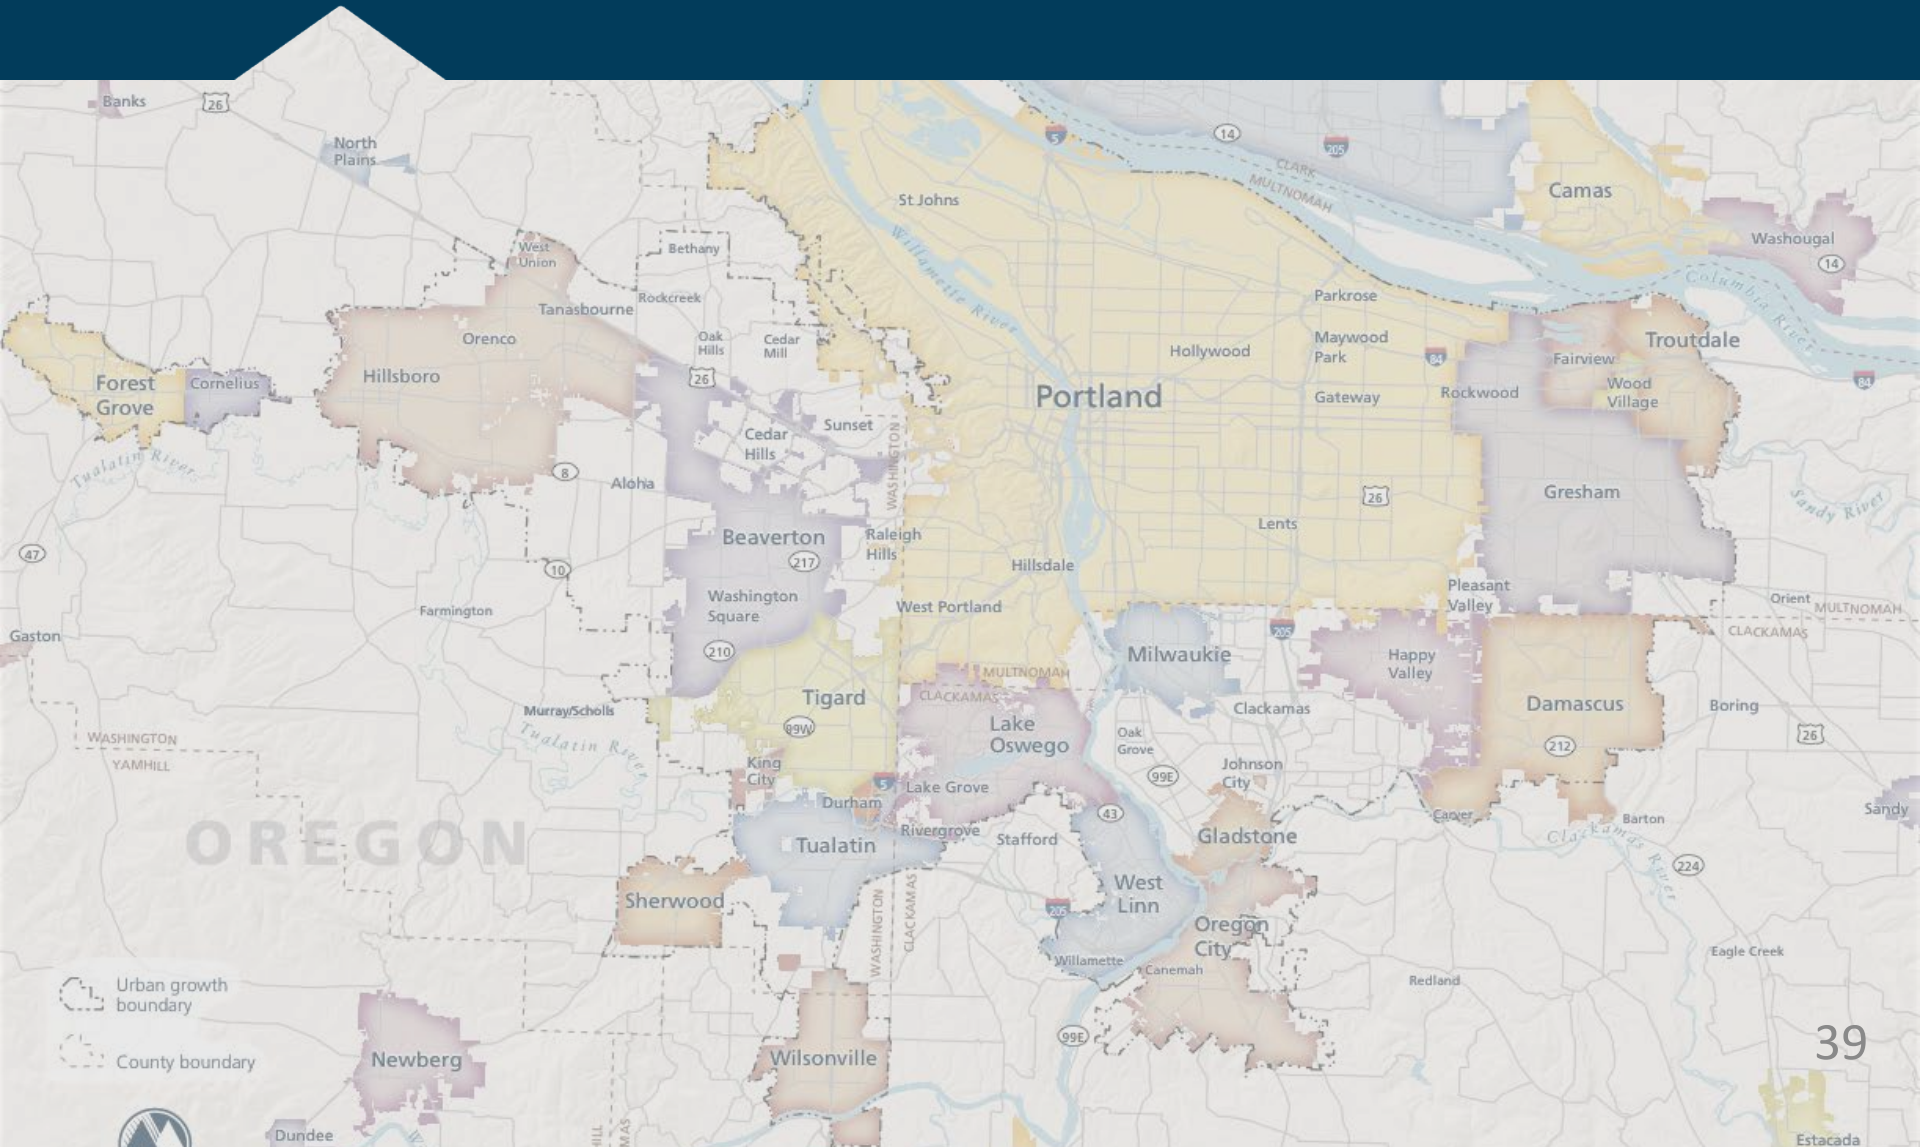 Banks
26
North
Plains
5
14
205
CLARK
MULTNOMAH
Camas
St Johns
Washougal
14
West
Union
Bethany
Willamette River
Columbia River
Tanasbourne
Rockcreek
Parkrose
Orenco
Oak
Hills
Cedar
Mill
Maywood
Park
Hollywood
84
Troutdale
Fairview
Forest
Grove
Cornelius
Hillsboro
26
Portland
Gateway
Rockwood
Wood
Village
84
Cedar
Hills
Sunset
WASHINGTON
Tualatin River
8
Aloha
26
Gresham
Sandy River
Lents
Beaverton
217
Raleigh
Hills
47
10
Hillsdale
Washington
Square
West Portland
Pleasant
Valley
Orient
MULTNOMAH
CLACKAMAS
Farmington
Gaston
210
205
Milwaukie
Happy
Valley
MULTNOMAH
CLACKAMAS
Tigard
99W
Murray/Scholls
Tualatin River
Lake
Oswego
Oak
Grove
Clackamas
Damascus
212
Boring
26
WASHINGTON
YAMHILL
King
City
99E
Johnson
City
5
Lake Grove
Durham
43
Carver
Barton
Sandy
OREGON
Rivergrove
Stafford
Tualatin
Gladstone
Clackamas River
224
Sherwood
West
Linn
205
WASHINGTON
CLACKAMAS
Oregon
City
Willamette
Canemah
Eagle Creek
Redland
Urban growth
boundary
County boundary
Newberg
Wilsonville
99E
39
Dundee
Estacada